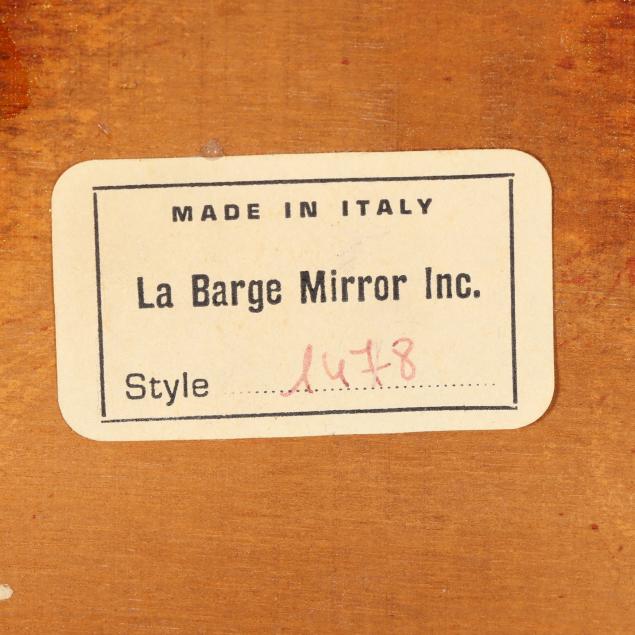 MADE IN ITALY
La Barge Mirror Inc.
Style 1478